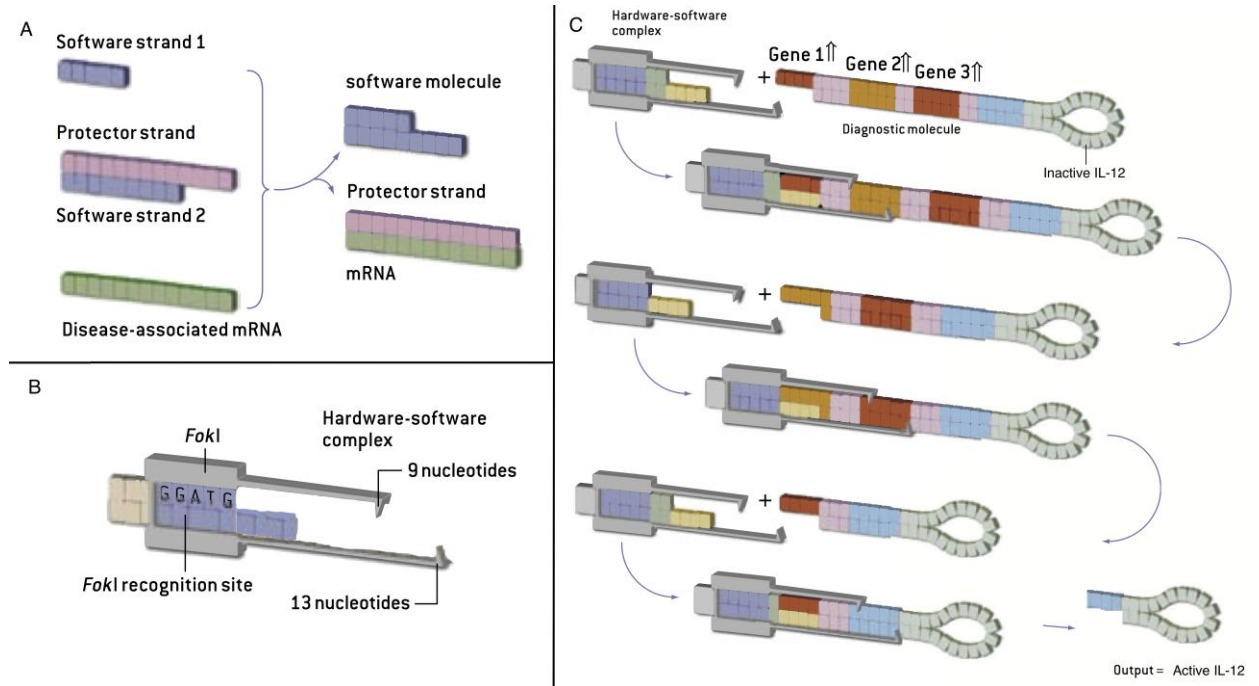 A
Software strand 1
Protector strand
Software strand 2
Disease-associated mRNA
software molecule
Protector strand
mRNA
B
FokI
Hardware-software
complex
9 nucleotides
G G A T G
FokI recognition site
13 nucleotides
C
Hardware-software
complex
+
Gene 1⇑
Gene 2⇑
Gene 3⇑
Diagnostic molecule
Inactive IL-12
+
+
Output = Active IL-12